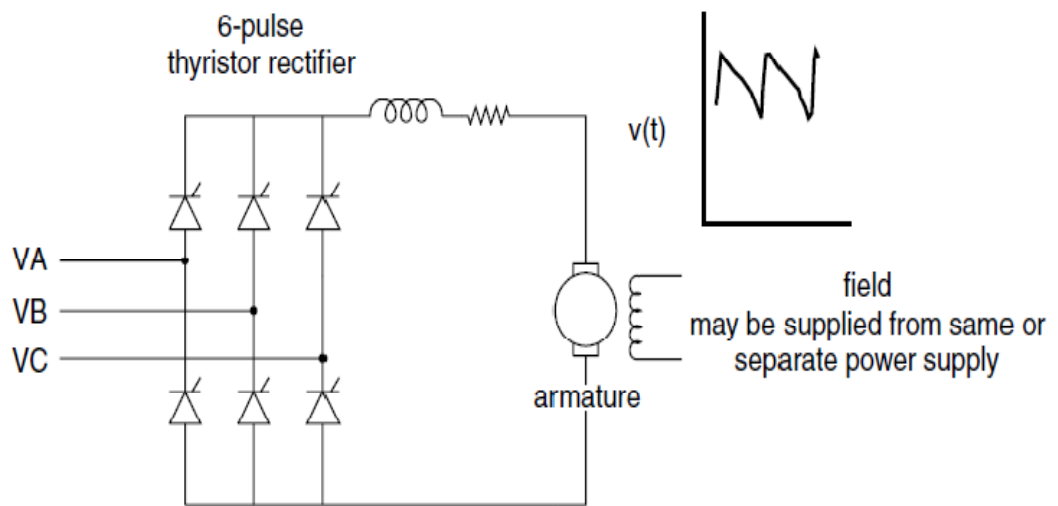 6-pulse
thyristor rectifier
v(t)
VA
VB
VC
field
may be supplied from same or
separate power supply
armature